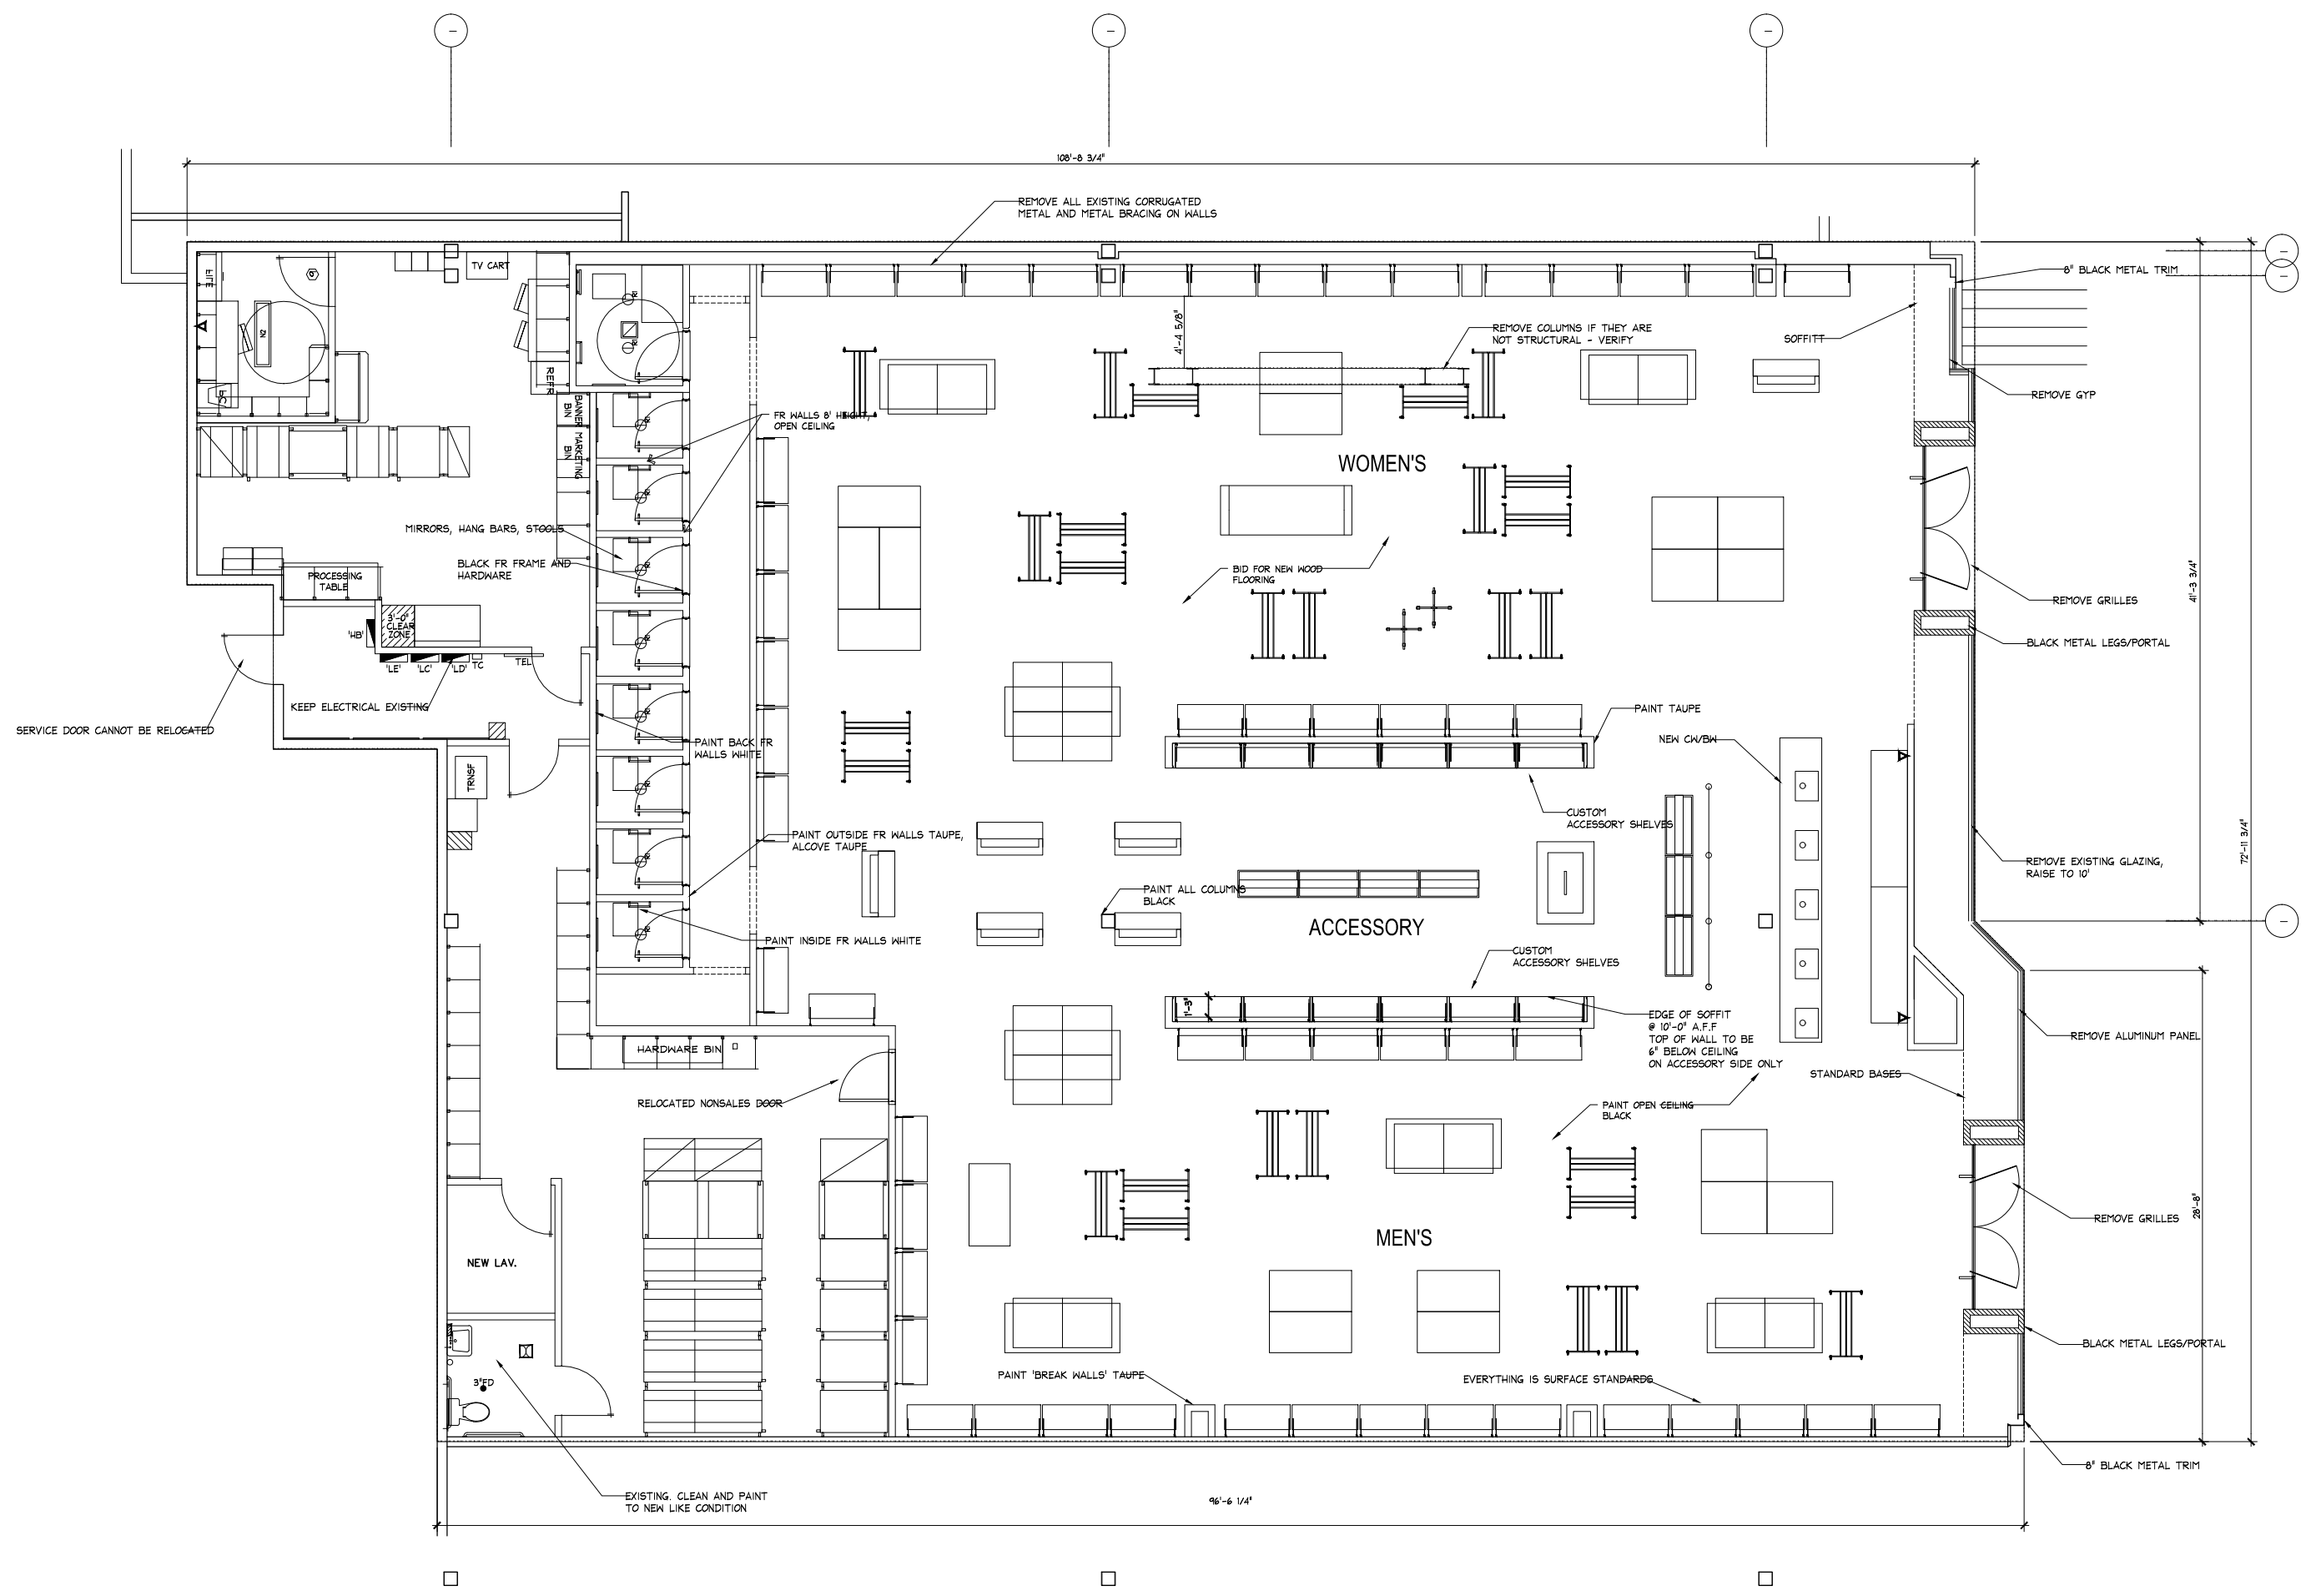 108'-8 3/4"
REMOVE ALL EXISTING CORRUGATED
METAL AND METAL BRACING ON WALLS
FILE
TV CART
8" BLACK METAL TRIM
N2
4'-4 5/8"
REMOVE COLUMNS IF THEY ARE
NOT STRUCTURAL - VERIFY
SOFFITT
REFR
REMOVE GYP
BANNER
BIN
MARKETING
BIN
FR WALLS 8' HEIGHT,
OPEN CEILING
WOMEN'S
MIRRORS, HANG BARS, STOOLS
BLACK FR FRAME AND
HARDWARE
BID FOR NEW WOOD
FLOORING
PROCESSING
TABLE
41'-3 3/4"
REMOVE GRILLES
3'-0"
CLEAR
ZONE
'HB'
BLACK METAL LEGS/PORTAL
'LE'
'LC'
'LD'
TC
TEL
KEEP ELECTRICAL EXISTING
PAINT TAUPE
SERVICE DOOR CANNOT BE RELOCATED
PAINT BACK FR
WALLS WHITE
NEW CW/BW
TRNSF
CUSTOM
ACCESSORY SHELVES
PAINT OUTSIDE FR WALLS TAUPE,
ALCOVE TAUPE
72'-11 3/4"
REMOVE EXISTING GLAZING,
RAISE TO 10'
PAINT ALL COLUMNS
BLACK
ACCESSORY
PAINT INSIDE FR WALLS WHITE
CUSTOM
ACCESSORY SHELVES
1'-3"
EDGE OF SOFFIT
@ 10'-0" A.F.F
TOP OF WALL TO BE
6" BELOW CEILING
ON ACCESSORY SIDE ONLY
REMOVE ALUMINUM PANEL
HARDWARE BIN
STANDARD BASES
RELOCATED NONSALES DOOR
PAINT OPEN CEILING
BLACK
28'-8"
REMOVE GRILLES
MEN'S
NEW LAV.
BLACK METAL LEGS/PORTAL
3"FD
PAINT 'BREAK WALLS' TAUPE
EVERYTHING IS SURFACE STANDARDS
8" BLACK METAL TRIM
EXISTING. CLEAN AND PAINT
TO NEW LIKE CONDITION
96'-6 1/4"